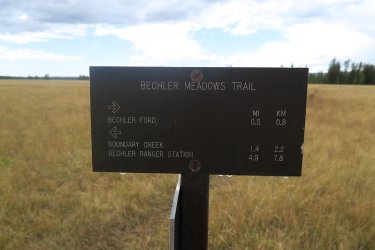 BECHLER MEADOWS TRAIL
→ MI KM
BECHLER FORD 0.5 0.8
←
BOUNDARY CREEK 1.4 2.2
BECHLER RANGER STATION 4.9 7.8